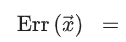 Err (x⃗) =